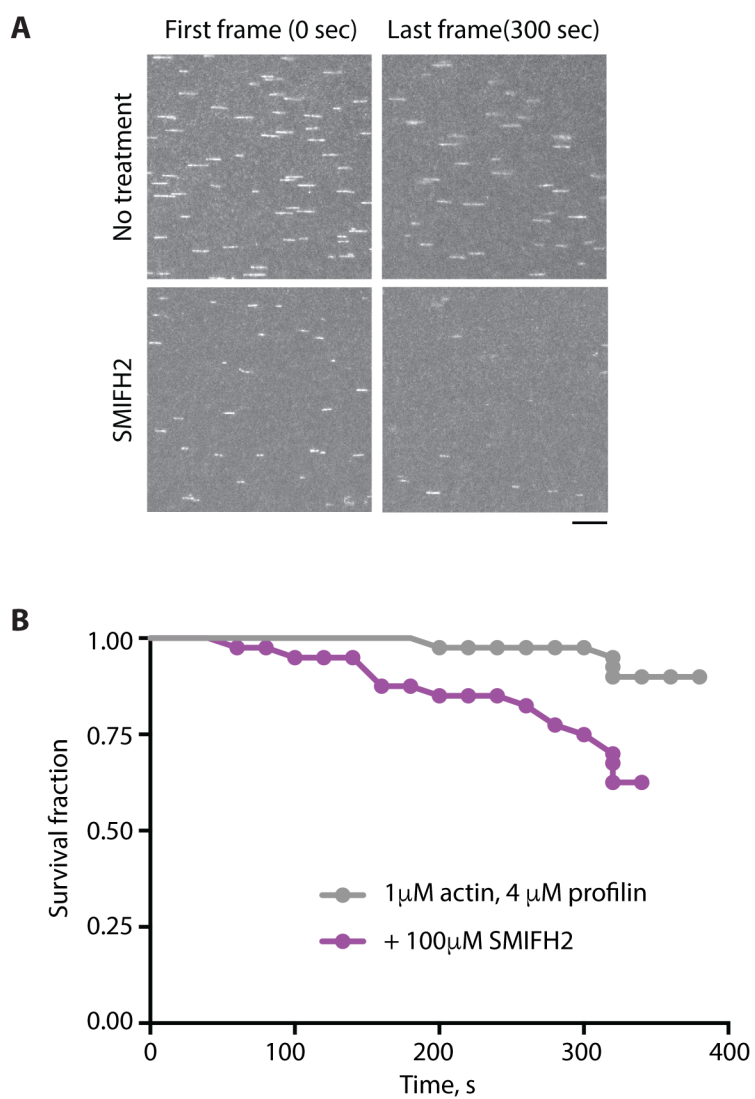 A
First frame (0 sec) Last frame(300 sec)
No treatment
SMIFH2
B
1.00
0.75
0.50
0.25
0.00
Survival fraction
1μM actin, 4 μM profilin
+ 100μM SMIFH2
0 100 200 300 400
Time, s